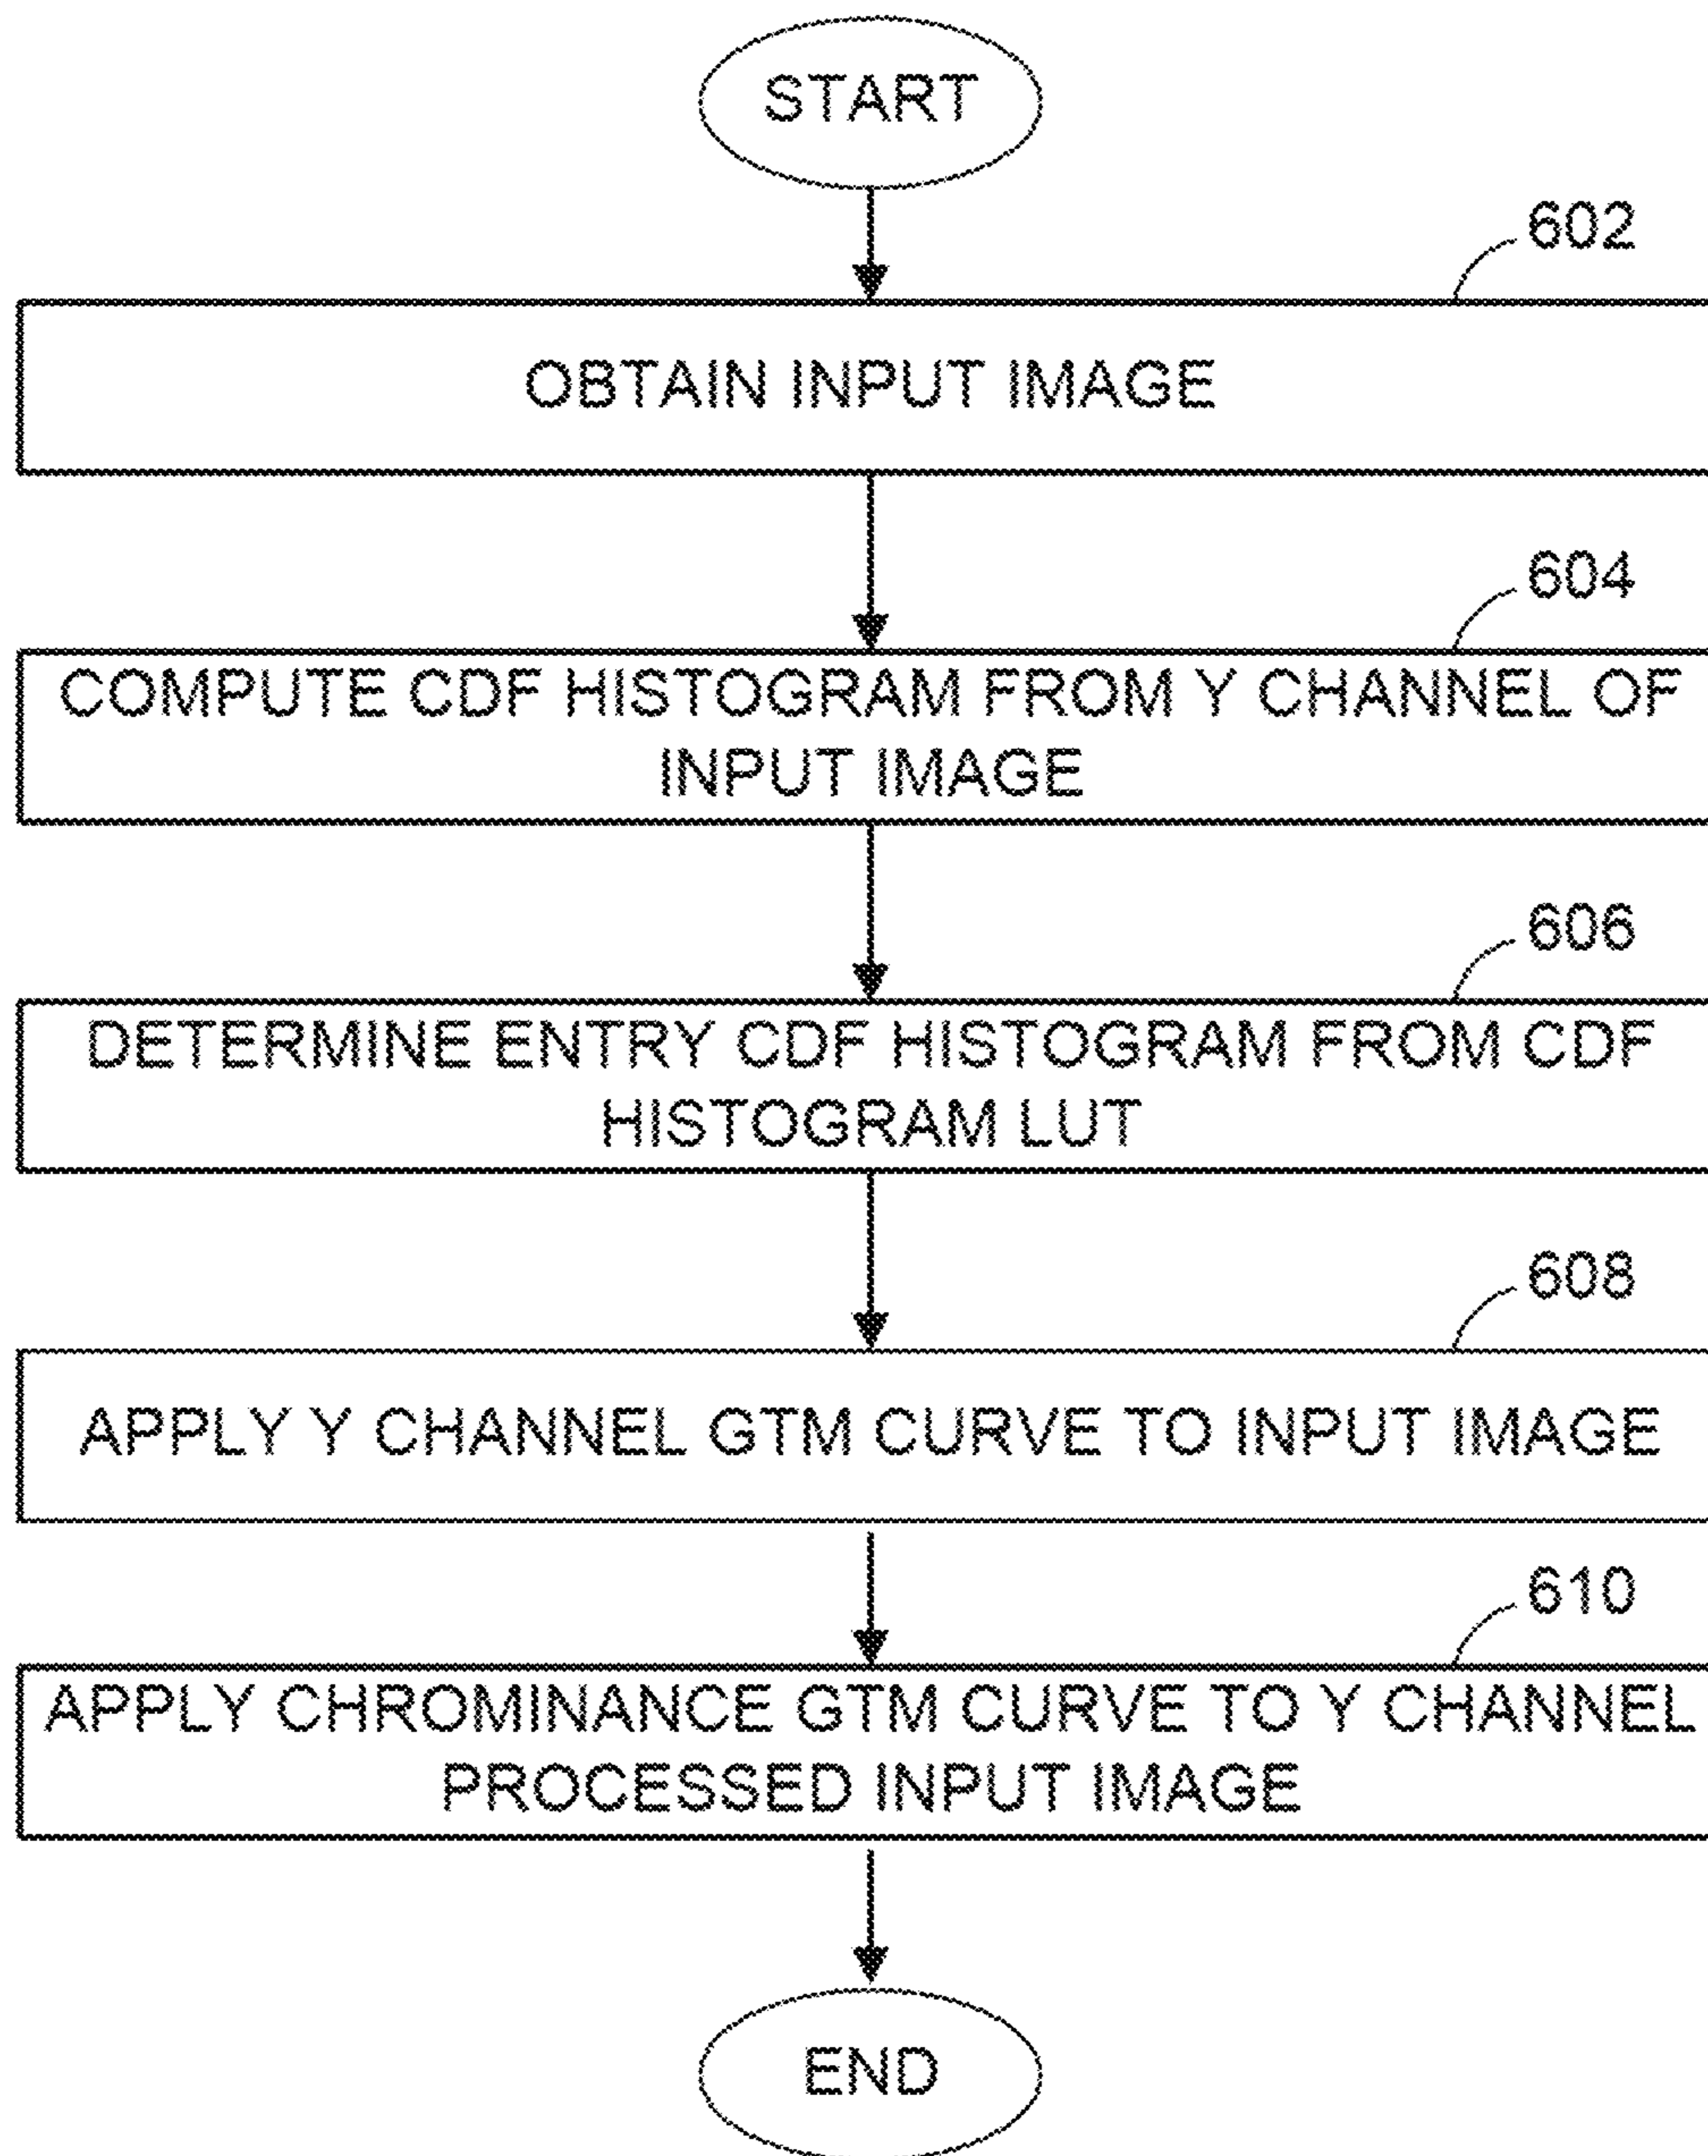 START
602
OBTAIN INPUT IMAGE
604
COMPUTE CDF HISTOGRAM FROM Y CHANNEL OF
INPUT IMAGE
606
DETERMINE ENTRY CDF HISTOGRAM FROM CDF
HISTOGRAM LUT
608
APPLY Y CHANNEL GTM CURVE TO INPUT IMAGE
610
APPLY CHROMINANCE GTM CURVE TO Y CHANNEL
PROCESSED INPUT IMAGE
END